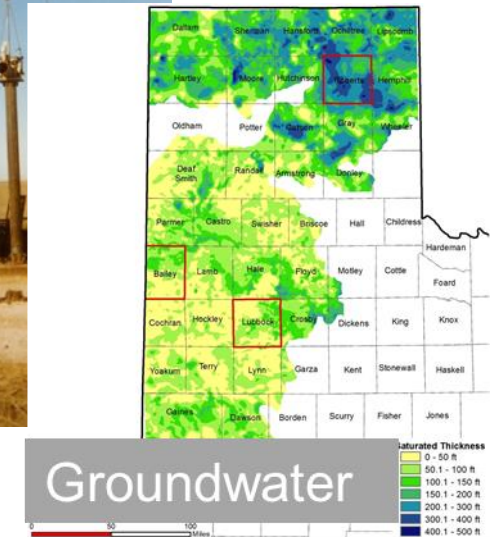 Dallam Sherman Hansford Ochiltree Lipscomb
Hartley Moore Hutchinson Roberts Hemphill
Oldham Potter Carson Gray Wheeler
Deaf Smith Randall Armstrong Donley
Parmer Castro Swisher Briscoe Hall Childress
Hardeman
Bailey Lamb Hale Floyd Motley Cottle
Foard
Cochran Hockley Lubbock Crosby Dickens King Knox
Yoakum Terry Lynn Garza Kent Stonewall Haskell
Gaines Dawson Borden Scurry Fisher Jones
Groundwater
Saturated Thickness
0 - 50 ft
50.1 - 100 ft
100.1 - 150 ft
150.1 - 200 ft
200.1 - 300 ft
300.1 - 400 ft
400.1 - 500 ft
0 50 100
Miles